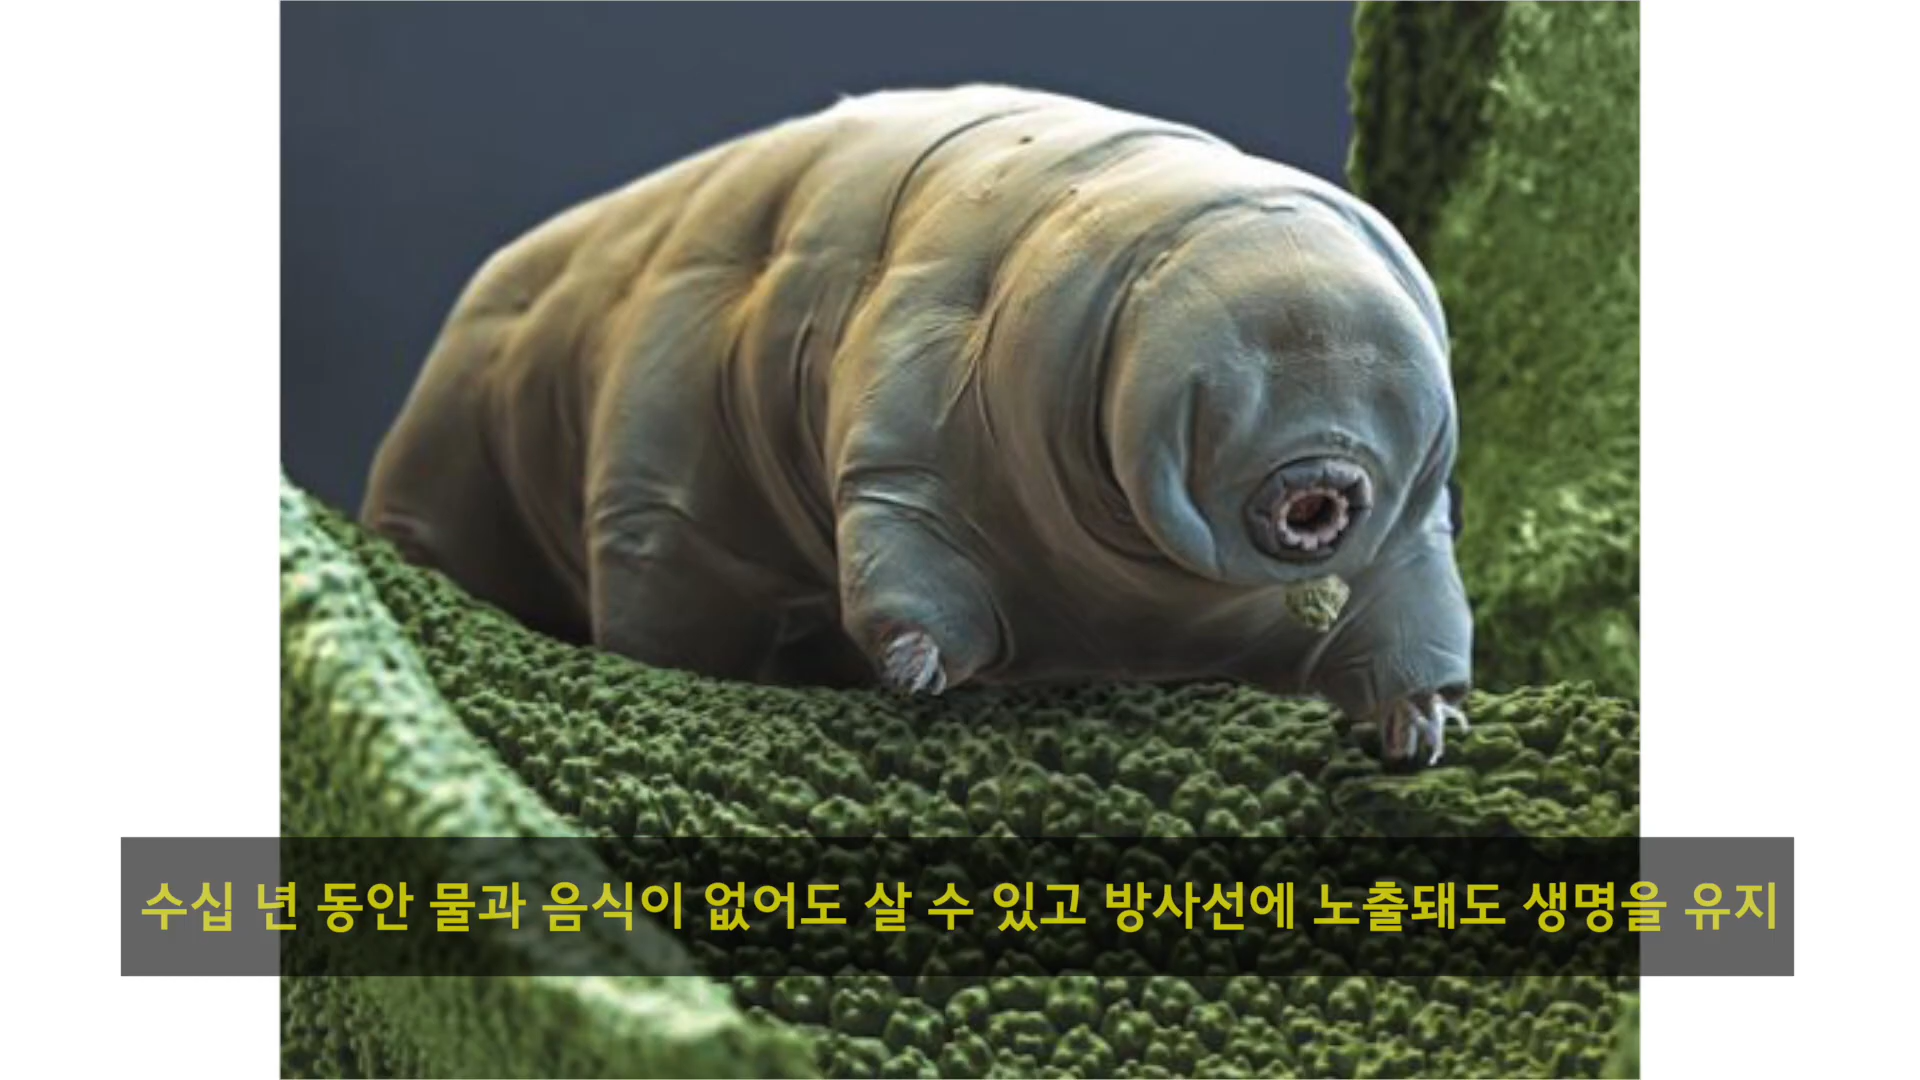 수십 년 동안 물과 음식이 없어도 살 수 있고 방사선에 노출돼도 생명을 유지